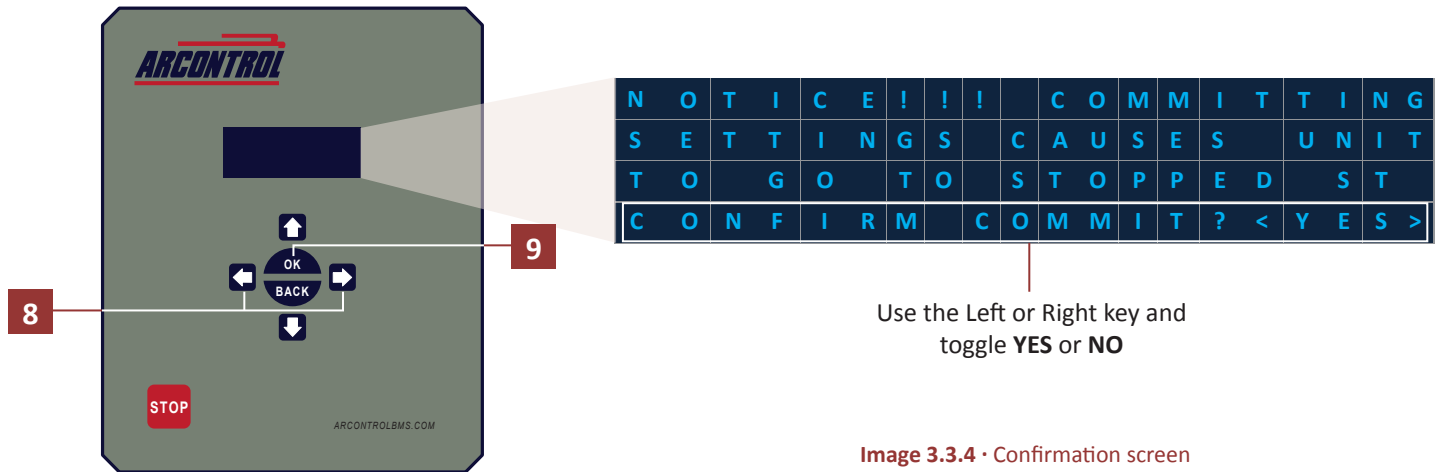 ARCONTROL
OK
BACK
STOP
ARCONTROLBMS.COM
8
9
NOTICE!!! COMMITTING
SETTINGS CAUSES UNIT
TO GO TO STOPPED ST
CONFIRM COMMIT?<YES>
Use the Left or Right key and
toggle YES or NO
Image 3.3.4 · Confirmation screen